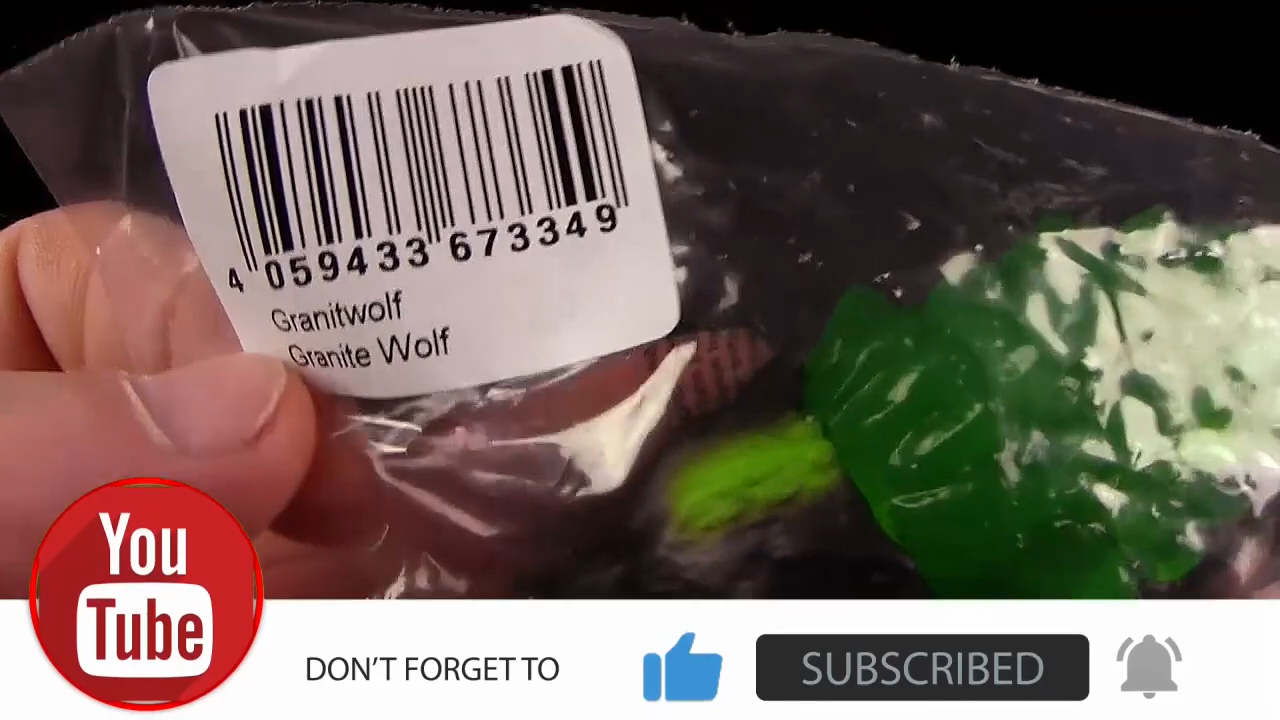 4 059433 673349
Granitwolf
Granite Wolf
You
Tube
DON'T FORGET TO
SUBSCRIBED